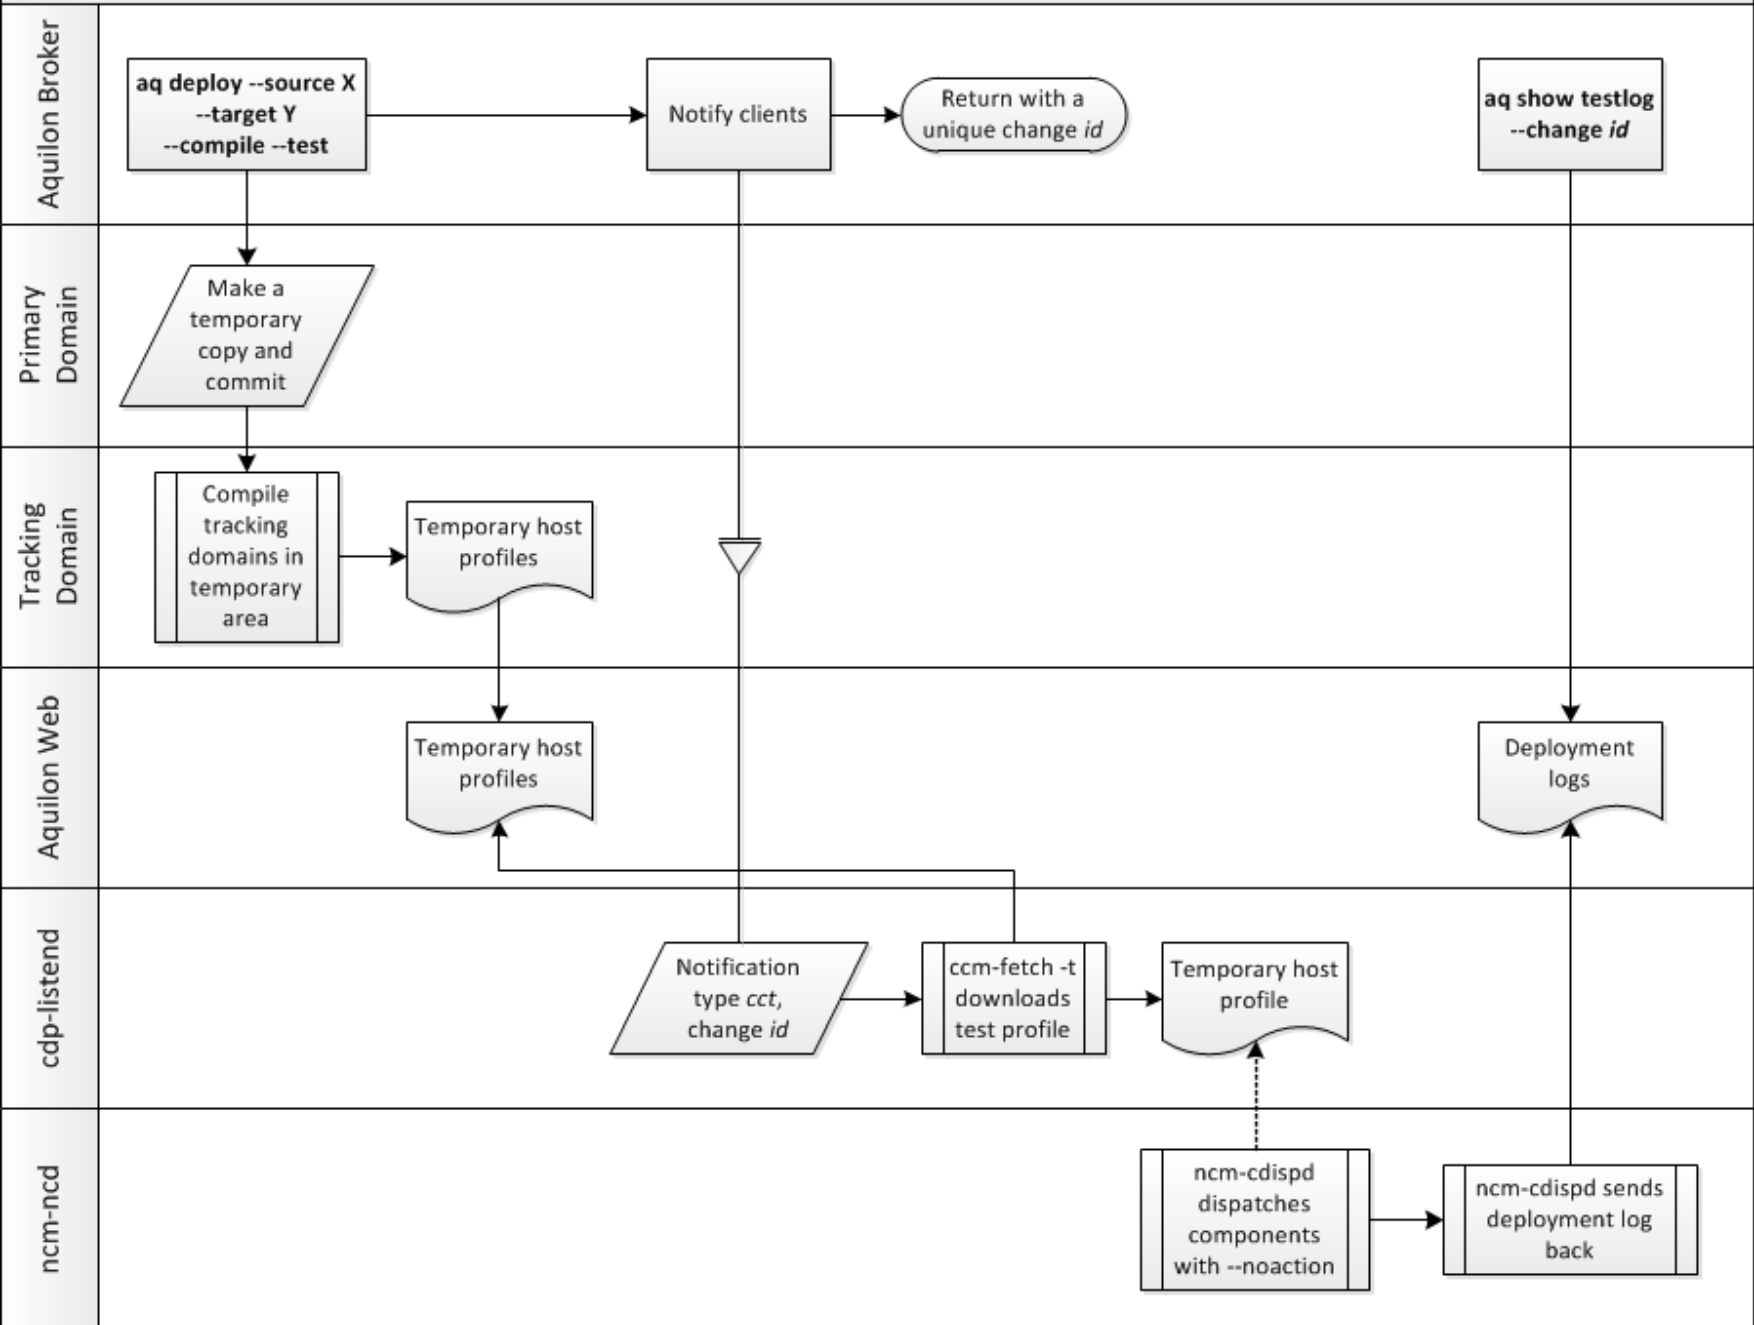 Aquilon Broker
aq deploy --source X
--target Y
--compile --test
Notify clients
Return with a
unique change id
aq show testlog
--change id
Primary
Domain
Make a
temporary
copy and
commit
Tracking
Domain
Compile
tracking
domains in
temporary
area
Temporary host
profiles
Aquilon Web
Temporary host
profiles
Deployment
logs
cdp-listend
Notification
type cct,
change id
ccm-fetch -t
downloads
test profile
Temporary host
profile
ncm-ncd
ncm-cdispd
dispatches
components
with --noaction
ncm-cdispd sends
deployment log
back